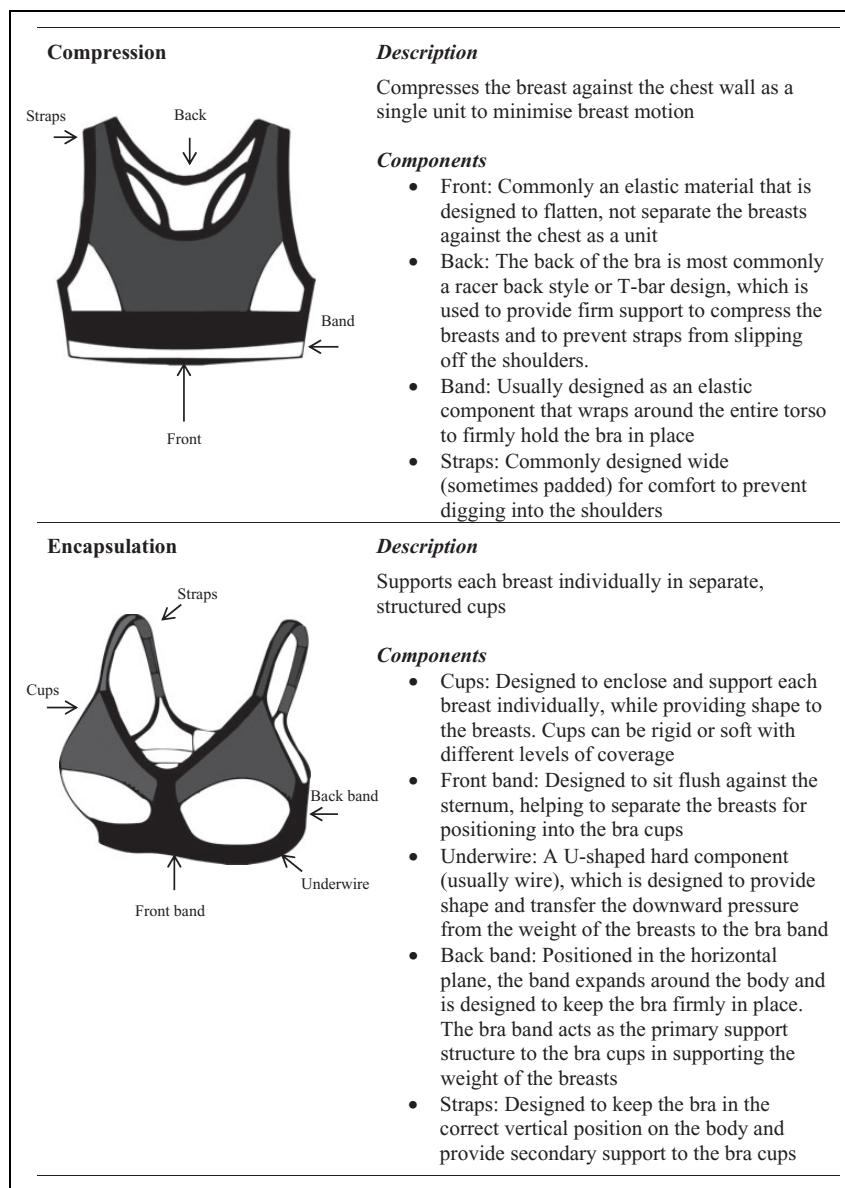 Compression
Straps
Back
Band
Front
Description
Compresses the breast against the chest wall as a
single unit to minimise breast motion
Components
• Front: Commonly an elastic material that is
designed to flatten, not separate the breasts
against the chest as a unit
• Back: The back of the bra is most commonly
a racer back style or T-bar design, which is
used to provide firm support to compress the
breasts and to prevent straps from slipping
off the shoulders.
• Band: Usually designed as an elastic
component that wraps around the entire torso
to firmly hold the bra in place
• Straps: Commonly designed wide
(sometimes padded) for comfort to prevent
digging into the shoulders
Encapsulation
Straps
Cups
Back band
Underwire
Front band
Description
Supports each breast individually in separate,
structured cups
Components
• Cups: Designed to enclose and support each
breast individually, while providing shape to
the breasts. Cups can be rigid or soft with
different levels of coverage
• Front band: Designed to sit flush against the
sternum, helping to separate the breasts for
positioning into the bra cups
• Underwire: A U-shaped hard component
(usually wire), which is designed to provide
shape and transfer the downward pressure
from the weight of the breasts to the bra band
• Back band: Positioned in the horizontal
plane, the band expands around the body and
is designed to keep the bra firmly in place.
The bra band acts as the primary support
structure to the bra cups in supporting the
weight of the breasts
• Straps: Designed to keep the bra in the
correct vertical position on the body and
provide secondary support to the bra cups